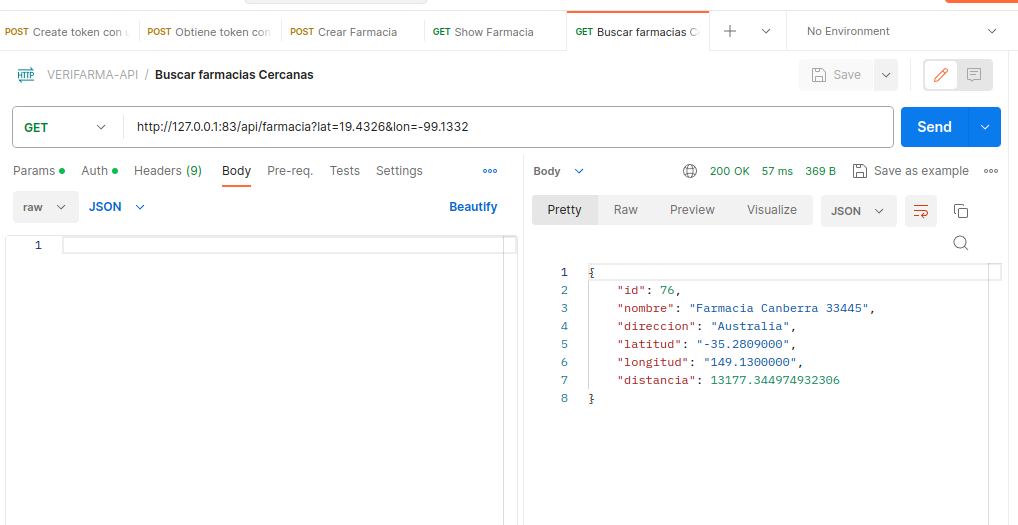 POST Create token con u
POST Obtiene token con
POST Crear Farmacia
GET Show Farmacia
GET Buscar farmacias C
No Environment
HTTP VERIFARMA-API / Buscar farmacias Cercanas
Save
GET http://127.0.0.1:83/api/farmacia?lat=19.4326&lon=-99.1332
Send
Params Auth Headers (9) Body Pre-req. Tests Settings
raw JSON Beautify
1
Body 200 OK 57 ms 369 B Save as example
Pretty Raw Preview Visualize JSON
1 {
2 "id": 76,
3 "nombre": "Farmacia Canberra 33445",
4 "direccion": "Australia",
5 "latitud": "-35.2809000",
6 "longitud": "149.1300000",
7 "distancia": 13177.344974932306
8 }